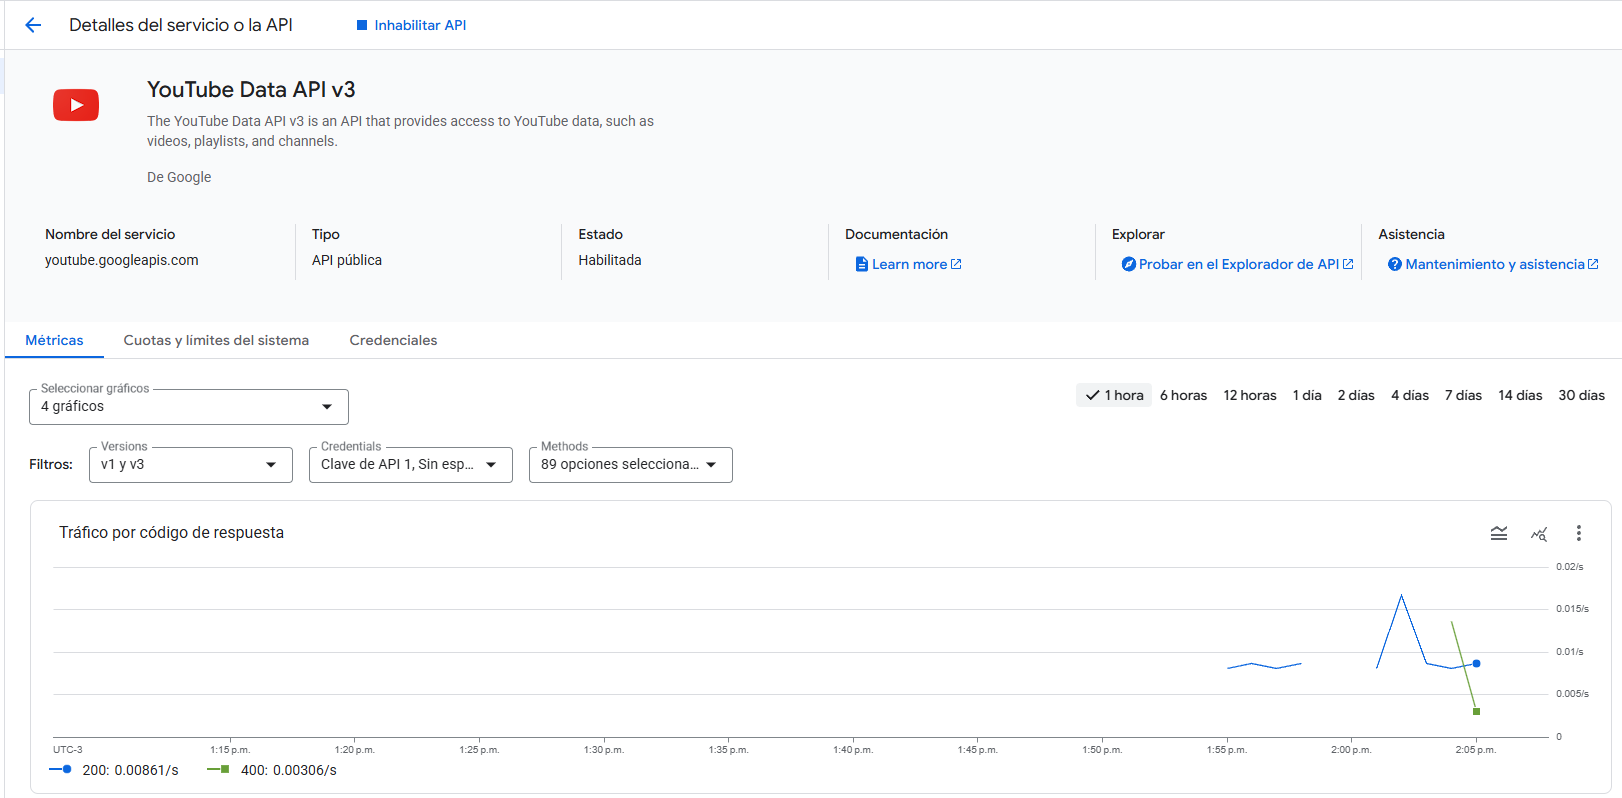 Detalles del servicio o la API
Inhabilitar API
YouTube Data API v3
The YouTube Data API v3 is an API that provides access to YouTube data, such as
videos, playlists, and channels.
De Google
Nombre del servicio
youtube.googleapis.com
Tipo
API pública
Estado
Habilitada
Documentación
Learn more
Explorar
Probar en el Explorador de API
Asistencia
Mantenimiento y asistencia
Métricas
Cuotas y límites del sistema
Credenciales
Seleccionar gráficos
4 gráficos
1 hora
6 horas
12 horas
1 día
2 días
4 días
7 días
14 días
30 días
Filtros:
Versions
v1 y v3
Credentials
Clave de API 1, Sin esp...
Methods
89 opciones selecciona...
Tráfico por código de respuesta
0.02/s
0.015/s
0.01/s
0.005/s
0
UTC-3
1:15 p.m.
1:20 p.m.
1:25 p.m.
1:30 p.m.
1:35 p.m.
1:40 p.m.
1:45 p.m.
1:50 p.m.
1:55 p.m.
2:00 p.m.
2:05 p.m.
200: 0.00861/s
400: 0.00306/s